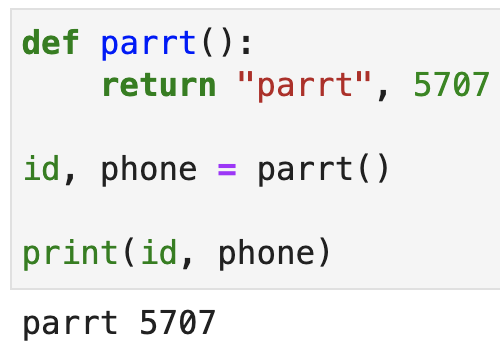 def parrt():
    return "parrt", 5707
id, phone = parrt()
print(id, phone)
parrt 5707